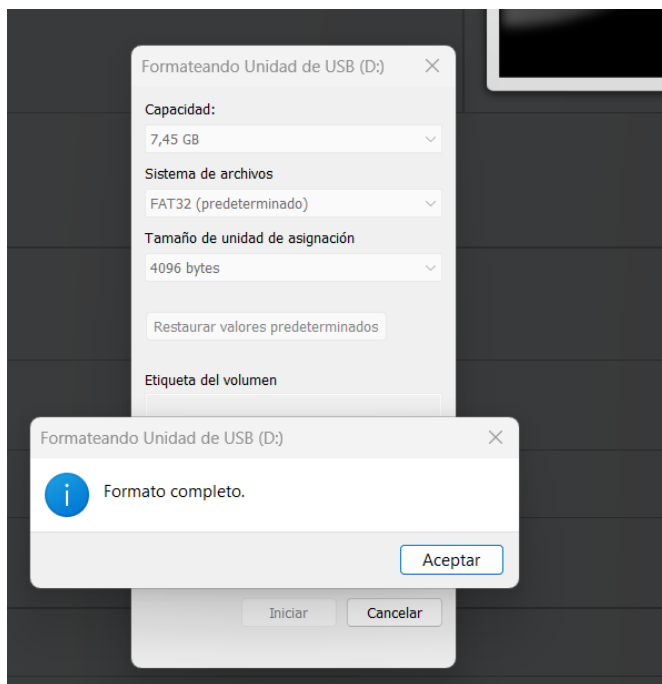 Formateando Unidad de USB (D:)
Capacidad:
7,45 GB
Sistema de archivos
FAT32 (predeterminado)
Tamaño de unidad de asignación
4096 bytes
Restaurar valores predeterminados
Etiqueta del volumen
Formateando Unidad de USB (D:)
Formato completo.
Aceptar
Iniciar
Cancelar